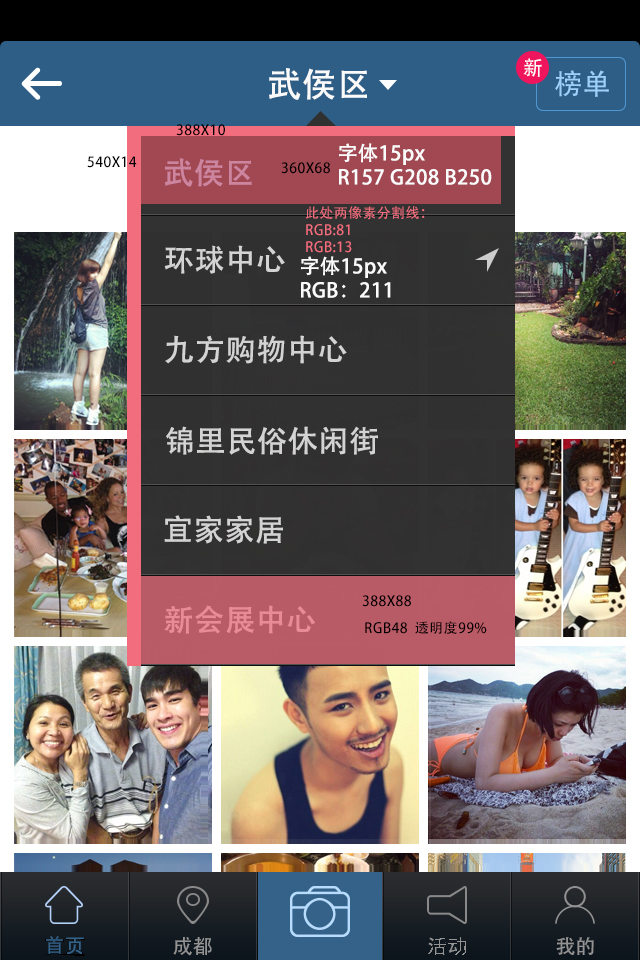 武侯区
新
榜单
388X10
540X14
武侯区
360X68
字体15px
R157 G208 B250
此处两像素分割线：
RGB:81
RGB:13
环球中心
字体15px
RGB：211
九方购物中心
锦里民俗休闲街
宜家家居
新会展中心
388X88
RGB48 透明度99%
首页
成都
活动
我的